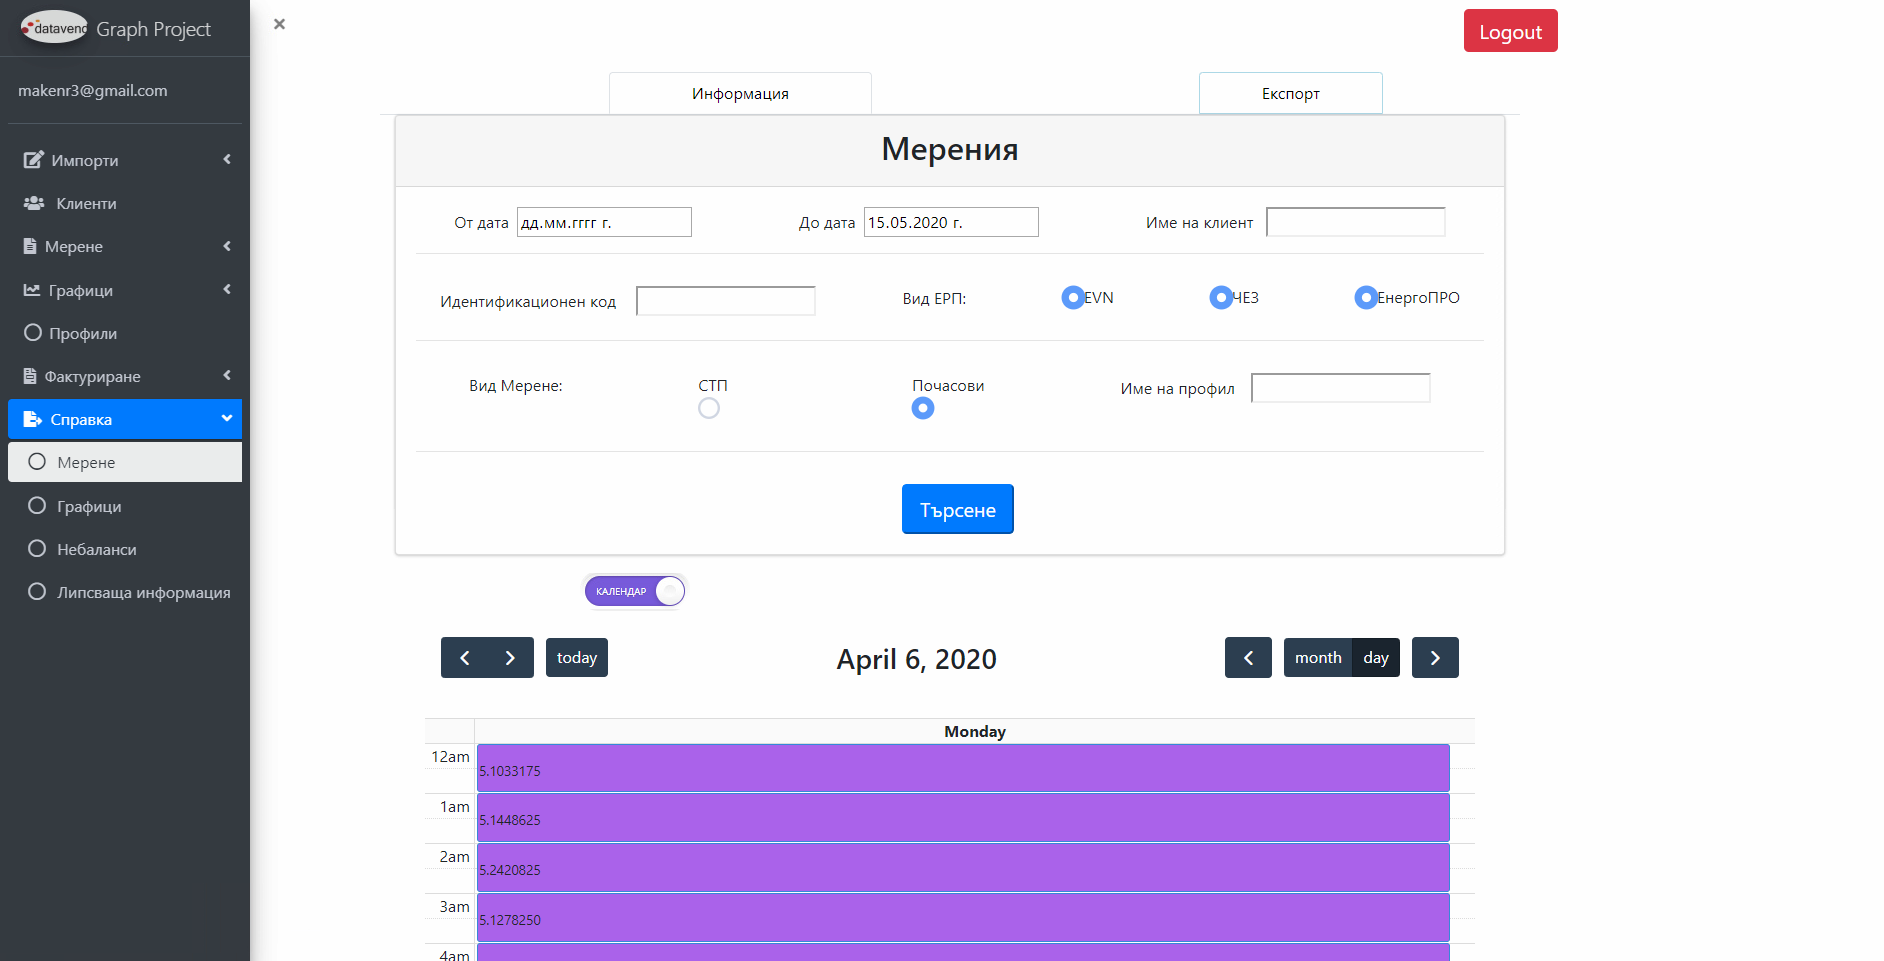 datavend Graph Project
makenr3@gmail.com
Импорти
Клиенти
Мерене
Графици
Профили
Фактуриране
Справка
Мерене
Графици
Небаланси
Липсваща информация
×
Logout
Информация
Експорт
Мерения
От дата дд.мм.гггг г.
До дата 15.05.2020 г.
Име на клиент
Идентификационен код
Вид ЕРП:
EVN
ЧЕЗ
ЕнергоПРО
Вид Мерене:
СТП
Почасови
Име на профил
Търсене
КАЛЕНДАР
today
April 6, 2020
month day
Monday
12am 5.1033175
1am 5.1448625
2am 5.2420825
3am 5.1278250
4am